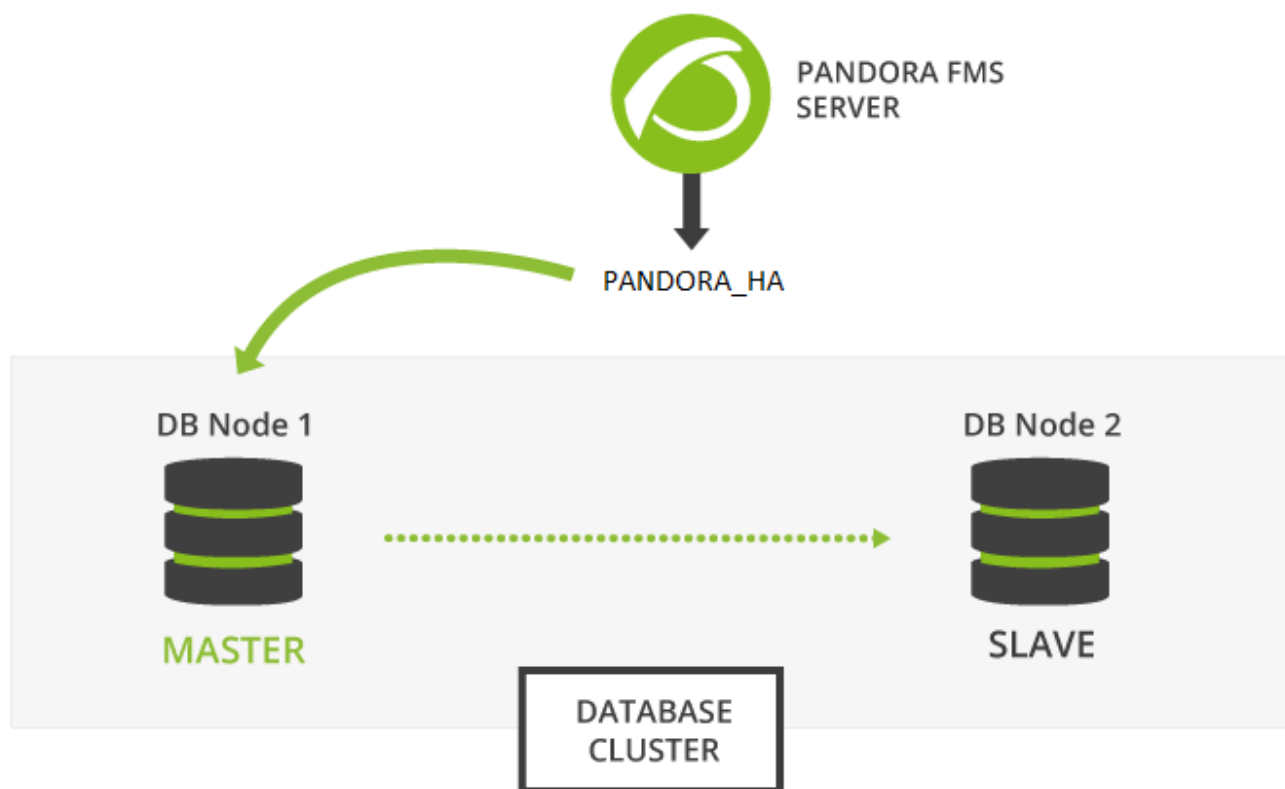 PANDORA FMS
SERVER
PANDORA_HA
DB Node 1
DB Node 2
MASTER
SLAVE
DATABASE
CLUSTER